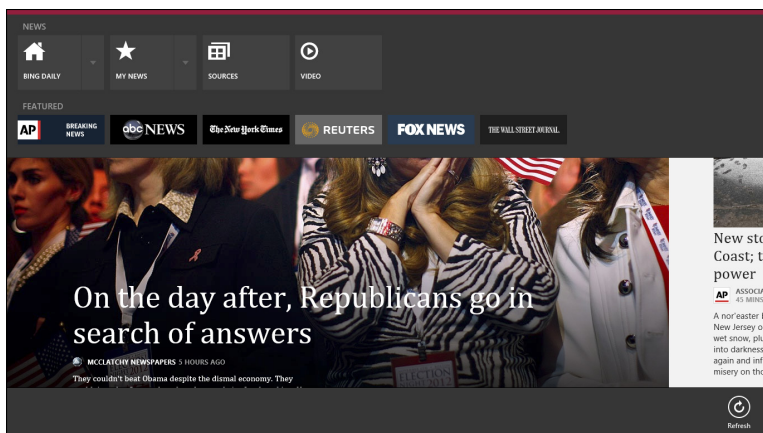 NEWS
BING DAILY
MY NEWS
SOURCES
VIDEO
FEATURED
AP BREAKING NEWS
abc NEWS
The New York Times
REUTERS
FOX NEWS
THE WALL STREET JOURNAL
On the day after, Republicans go in
search of answers
MCCLATCHY NEWSPAPERS 5 HOURS AGO
They couldn't beat Obama despite the dismal economy. They
ELECTION
2012
New sto
Coast; t
power
AP ASSOCIA
45 MINS
A nor'easter
New Jersey o
wet snow, plu
into darkness
again and inf
misery on tho
Refresh